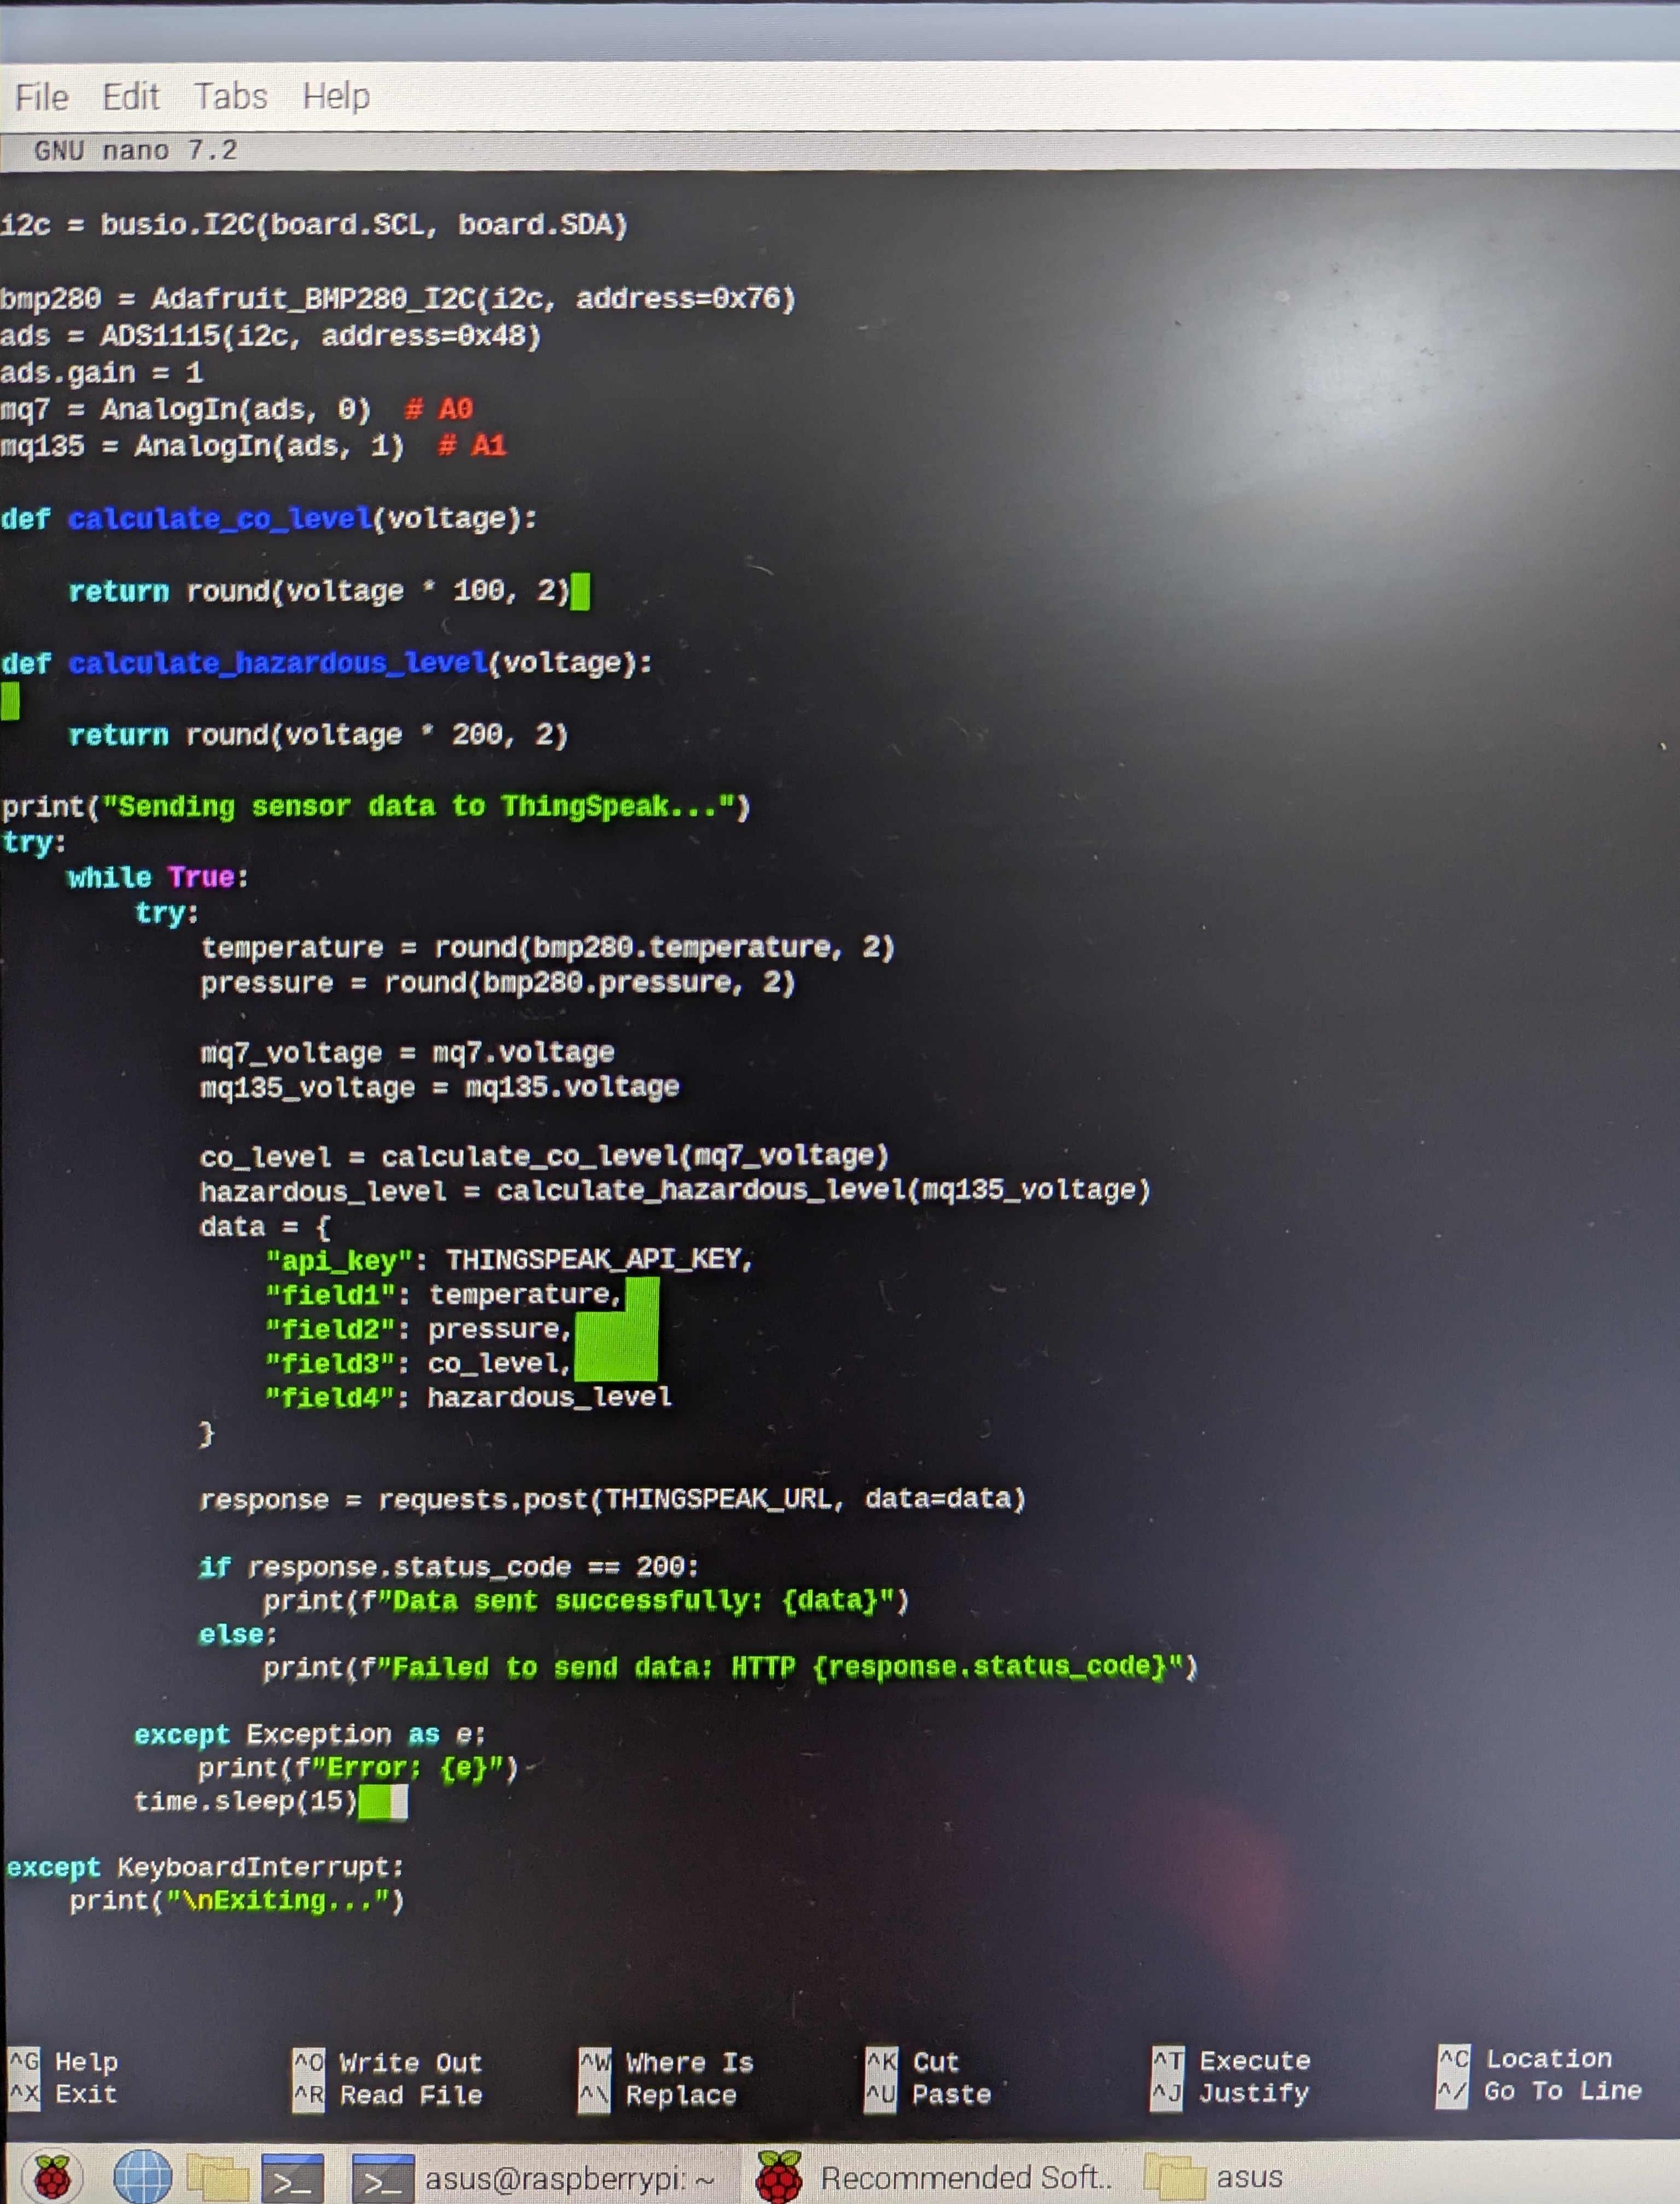 File Edit Tabs Help
GNU nano 7.2
i2c = busio.I2C(board.SCL, board.SDA)
bmp280 = Adafruit_BMP280_I2C(i2c, address=0x76)
ads = ADS1115(i2c, address=0x48)
ads.gain = 1
mq7 = AnalogIn(ads, 0)  # A0
mq135 = AnalogIn(ads, 1)  # A1
def calculate_co_level(voltage):
    return round(voltage * 100, 2)
def calculate_hazardous_level(voltage):
    return round(voltage * 200, 2)
print("Sending sensor data to ThingSpeak...")
try:
    while True:
        try:
            temperature = round(bmp280.temperature, 2)
            pressure = round(bmp280.pressure, 2)
            mq7_voltage = mq7.voltage
            mq135_voltage = mq135.voltage
            co_level = calculate_co_level(mq7_voltage)
            hazardous_level = calculate_hazardous_level(mq135_voltage)
            data = {
                "api_key": THINGSPEAK_API_KEY,
                "field1": temperature,
                "field2": pressure,
                "field3": co_level,
                "field4": hazardous_level
            }
            response = requests.post(THINGSPEAK_URL, data=data)
            if response.status_code == 200:
                print(f"Data sent successfully: {data}")
            else:
                print(f"Failed to send data: HTTP {response.status_code}")
        except Exception as e:
            print(f"Error: {e}")
        time.sleep(15)
except KeyboardInterrupt:
    print("\nExiting...")
^G Help ^O Write Out ^W Where Is ^K Cut ^T Execute ^C Location
^X Exit ^R Read File ^\ Replace ^U Paste ^J Justify ^/ Go To Line
>_ >_ asus@raspberrypi: ~ Recommended Soft.. asus